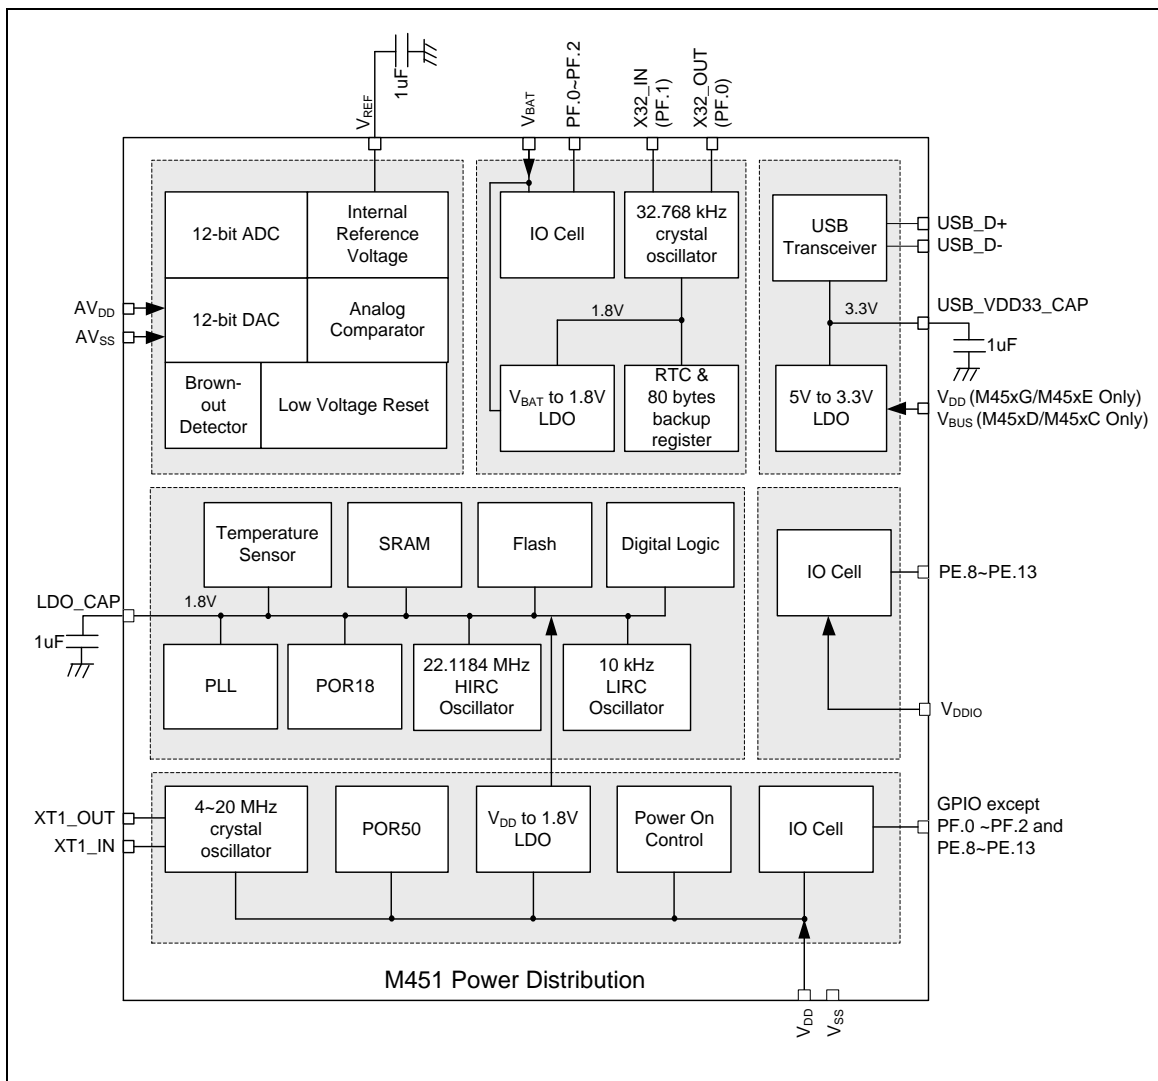 1uF
VREF
VBAT
PF.0~PF.2
X32_IN
(PF.1)
X32_OUT
(PF.0)
12-bit ADC
Internal
Reference
Voltage
IO Cell
32.768 kHz
crystal
oscillator
USB
Transceiver
USB_D+
USB_D-
AVDD
AVSS
12-bit DAC
Analog
Comparator
1.8V
3.3V
USB_VDD33_CAP
1uF
Brown-
out
Detector
Low Voltage Reset
VBAT to 1.8V
LDO
RTC &
80 bytes
backup
register
5V to 3.3V
LDO
VDD (M45xG/M45xE Only)
VBUS (M45xD/M45xC Only)
Temperature
Sensor
SRAM
Flash
Digital Logic
IO Cell
PE.8~PE.13
LDO_CAP
1.8V
1uF
PLL
POR18
22.1184 MHz
HIRC
Oscillator
10 kHz
LIRC
Oscillator
VDDIO
XT1_OUT
XT1_IN
4~20 MHz
crystal
oscillator
POR50
VDD to 1.8V
LDO
Power On
Control
IO Cell
GPIO except
PF.0 ~PF.2 and
PE.8~PE.13
M451 Power Distribution
VDD
VSS